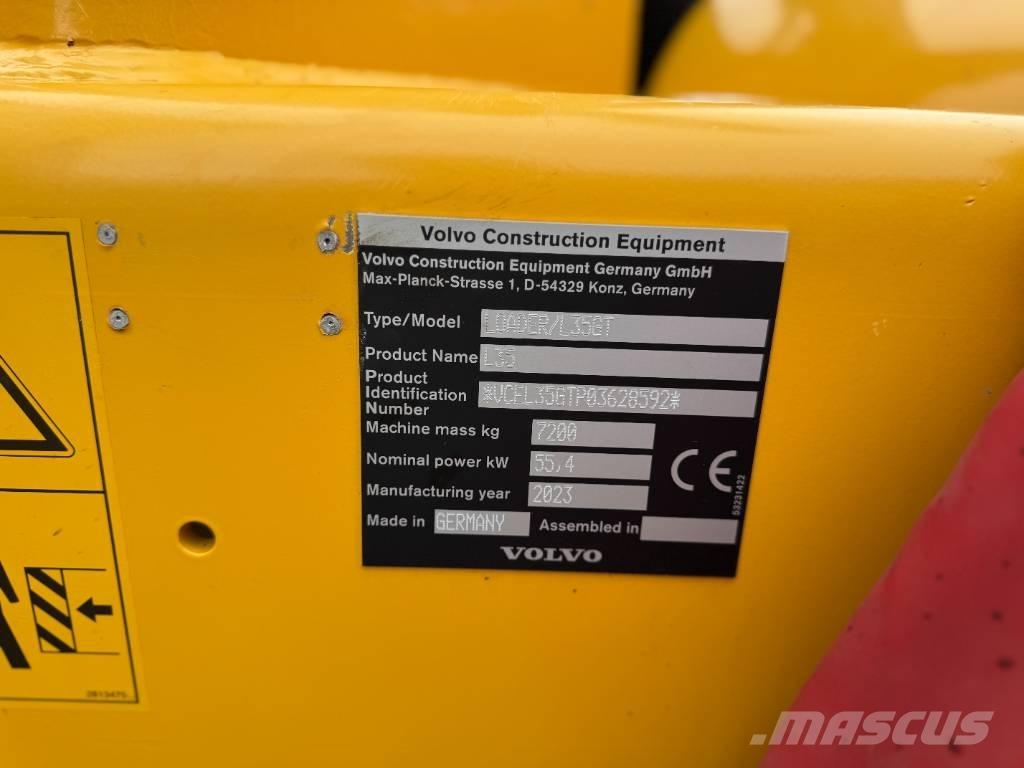 Volvo Construction Equipment
Volvo Construction Equipment Germany GmbH
Max-Planck-Strasse 1, D-54329 Konz, Germany
Type/Model LOADER/L35GT
Product Name L35
Product
Identification
Number *VCEL35GTP03628592*
Machine mass kg 7200
Nominal power kW 55,4
Manufacturing year 2023
CE
53231422
Made in GERMANY Assembled in
VOLVO
2813475
.MASCUS